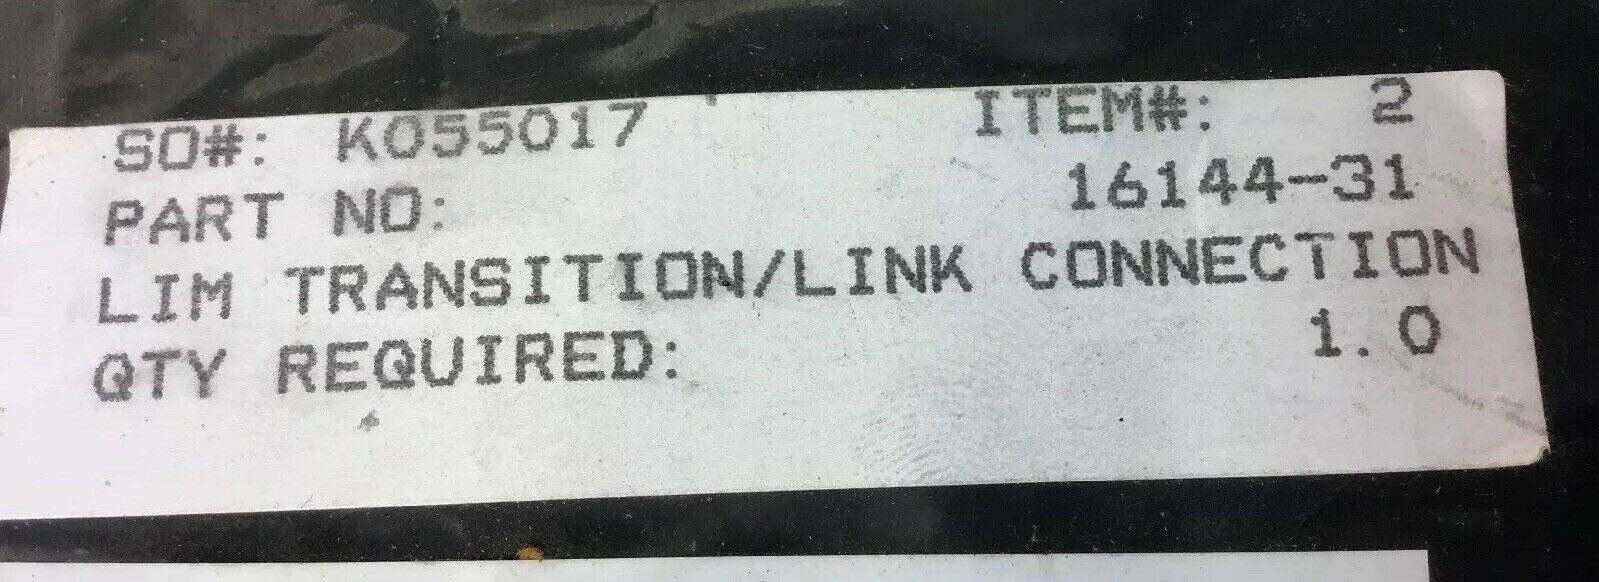 SO#: K055017 ITEM#: 2
PART NO: 16144-31
LIM TRANSITION/LINK CONNECTION
QTY REQUIRED: 1.0